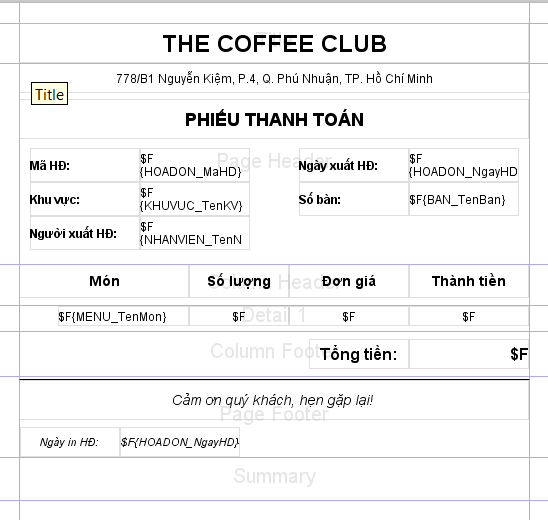 THE COFFEE CLUB
778/B1 Nguyễn Kiệm, P.4, Q. Phú Nhuận, TP. Hồ Chí Minh
Title
PHIẾU THANH TOÁN
Page Header
Mã HĐ: $F
{HOADON_MaHD}
Ngày xuất HĐ: $F
{HOADON_NgayHD
Khu vực: $F
{KHUVUC_TenKV}
Số bàn: $F{BAN_TenBan}
Người xuất HĐ: $F
{NHANVIEN_TenN
Món Số lượng Đơn giá Thành tiền
Column Header
$F{MENU_TenMon} $F $F $F
Detail 1
Column Foot
Tổng tiền: $F
Cảm ơn quý khách, hẹn gặp lại!
Page Footer
Ngày in HĐ: $F{HOADON_NgayHD}
Summary